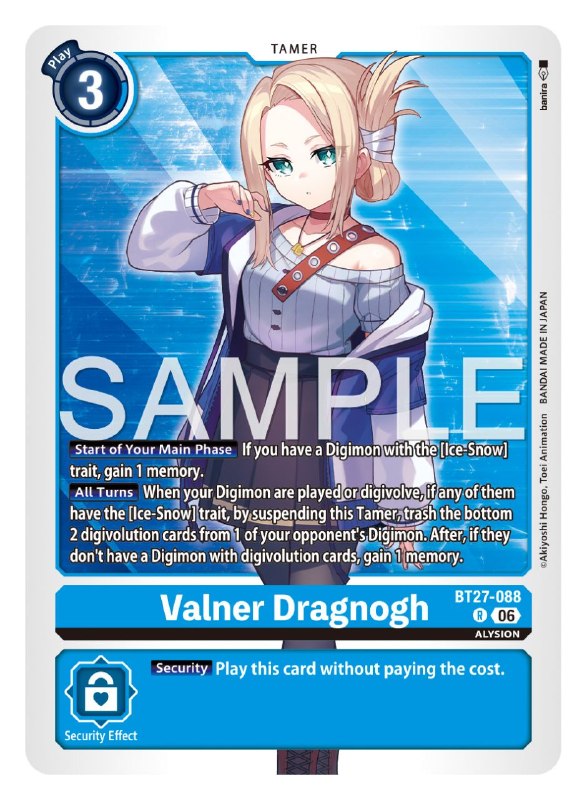 TAMER
Play
3
banira
SAMPLE
Start of Your Main Phase If you have a Digimon with the [Ice-Snow]
trait, gain 1 memory.
All Turns When your Digimon are played or digivolve, if any of them
have the [Ice-Snow] trait, by suspending this Tamer, trash the bottom
2 digivolution cards from 1 of your opponent's Digimon. After, if they
don't have a Digimon with digivolution cards, gain 1 memory.
©Akiyoshi Hongo, Toei Animation BANDAI MADE IN JAPAN
Valner Dragnogh
BT27-088
R 06
ALYSION
Security Play this card without paying the cost.
Security Effect